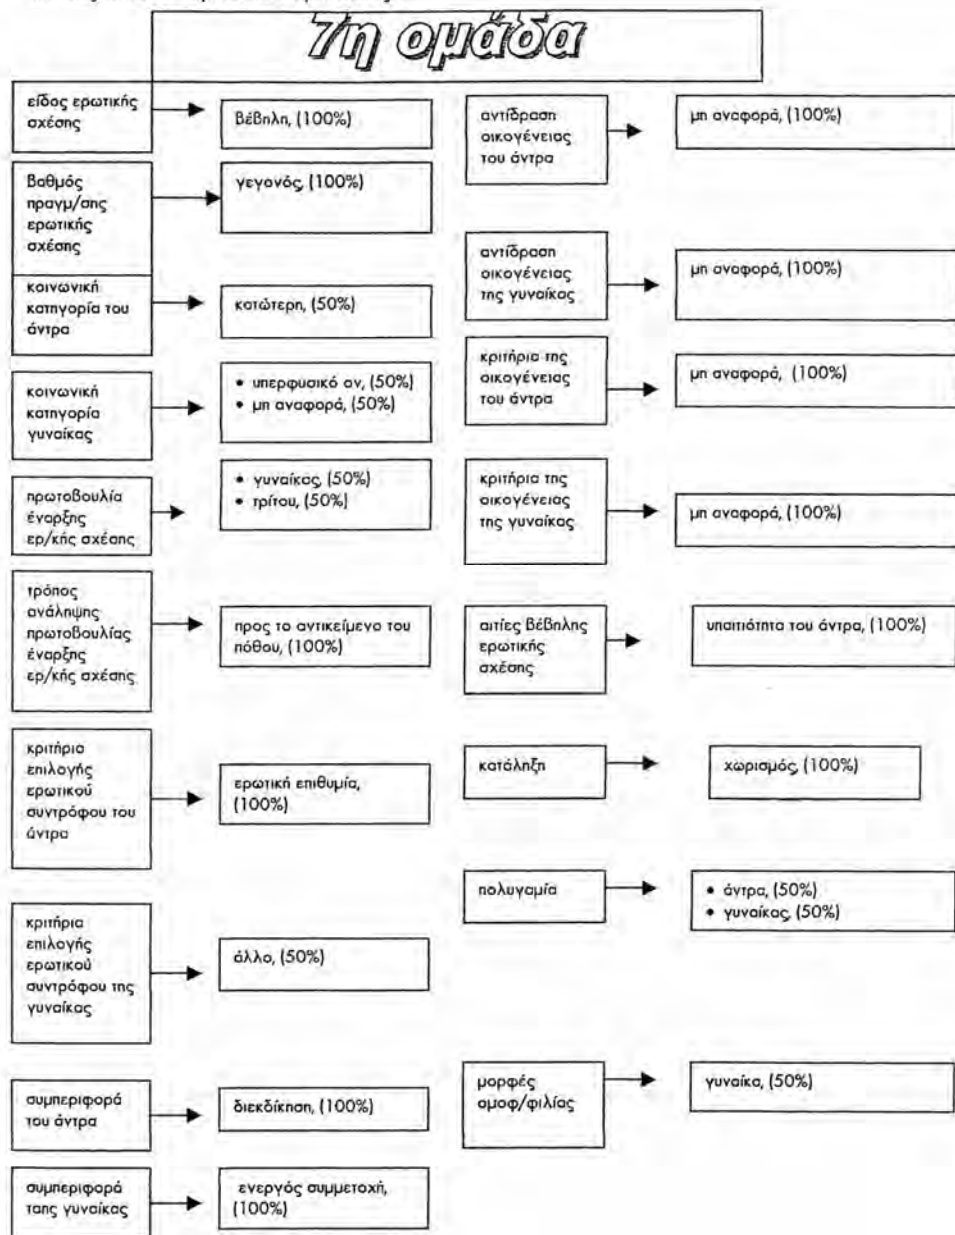 7η ομάδα
είδος ερωτικής
σχέσης
βέβηλη, (100%)
βαθμός
πραγμ/σης
ερωτικής
σχέσης
γεγονός, (100%)
κοινωνική
κατηγορία του
άντρα
κατώτερη, (50%)
κοινωνική
κατηγορία
γυναίκας
• υπερφυσικό ον, (50%)
• μη αναφορά, (50%)
πρωτοβουλία
έναρξης
ερ/κής σχέσης
• γυναίκας, (50%)
• τρίτου, (50%)
τρόπος
ανάληψης
πρωτοβουλίας
έναρξης
ερ/κής σχέσης
προς το αντικείμενο του
πόθου, (100%)
κριτήρια
επιλογής
ερωτικού
συντρόφου του
άντρα
ερωτική επιθυμία,
(100%)
κριτήρια
επιλογής
ερωτικού
συντρόφου της
γυναίκας
άλλο, (50%)
συμπεριφορά
του άντρα
διεκδίκηση, (100%)
συμπεριφορά
ταης γυναίκας
ενεργός συμμετοχή,
(100%)
αντίδραση
οικογένειας
του άντρα
μη αναφορά, (100%)
αντίδραση
οικογένειας
της γυναίκας
μη αναφορά, (100%)
κριτήρια της
οικογένειας
του άντρα
μη αναφορά, (100%)
κριτήρια της
οικογένειας
της γυναίκας
μη αναφορά, (100%)
αιτίες βέβηλης
ερωτικής
σχέσης
υπαιτιότητα του άντρα, (100%)
κατάληξη
χωρισμός, (100%)
πολυγαμία
• άντρα, (50%)
• γυναίκας, (50%)
μορφές
ομοφ/φιλίας
γυναίκα, (50%)